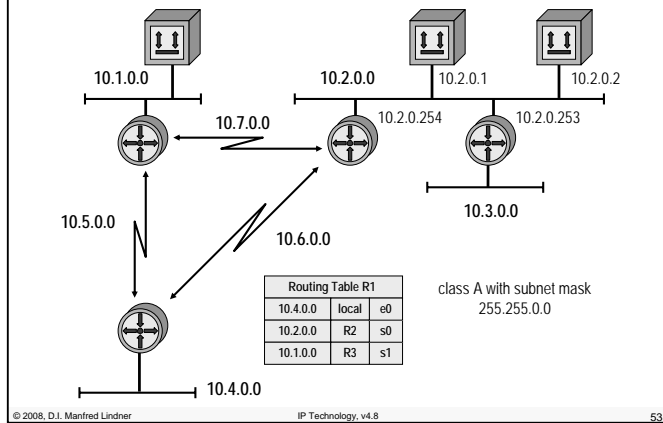 10.1.0.0
10.2.0.0
10.2.0.1
10.2.0.2
10.7.0.0
10.2.0.254
10.2.0.253
10.3.0.0
10.5.0.0
10.6.0.0
Routing Table R1
10.4.0.0 local e0
10.2.0.0 R2 s0
10.1.0.0 R3 s1
class A with subnet mask
255.255.0.0
10.4.0.0
© 2008, D.I. Manfred Lindner
IP Technology, v4.8
53